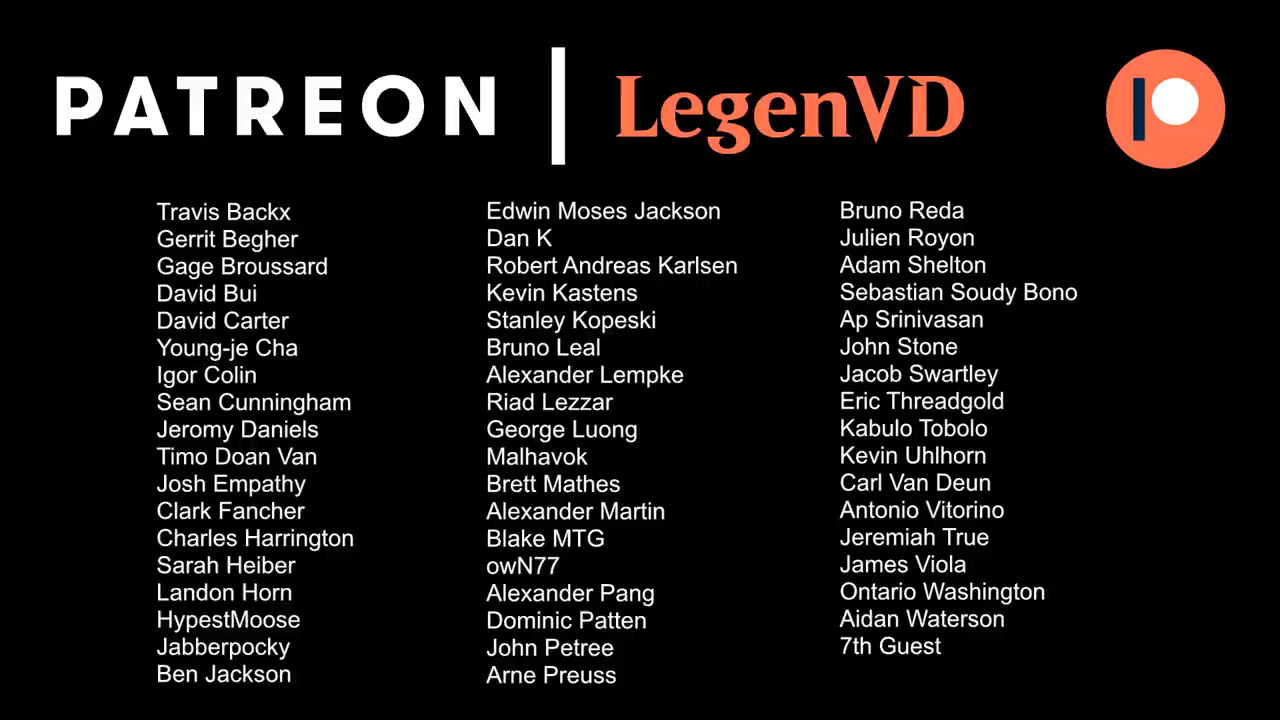 PATREON | LegenVD
Travis Backx
Gerrit Begher
Gage Broussard
David Bui
David Carter
Young-je Cha
Igor Colin
Sean Cunningham
Jeromy Daniels
Timo Doan Van
Josh Empathy
Clark Fancher
Charles Harrington
Sarah Heiber
Landon Horn
HypestMoose
Jabberpocky
Ben Jackson
Edwin Moses Jackson
Dan K
Robert Andreas Karlsen
Kevin Kastens
Stanley Kopeski
Bruno Leal
Alexander Lempke
Riad Lezzar
George Luong
Malhavok
Brett Mathes
Alexander Martin
Blake MTG
owN77
Alexander Pang
Dominic Patten
John Petree
Arne Preuss
Bruno Reda
Julien Royon
Adam Shelton
Sebastian Soudy Bono
Ap Srinivasan
John Stone
Jacob Swartley
Eric Threadgold
Kabulo Tobolo
Kevin Uhlhorn
Carl Van Deun
Antonio Vitorino
Jeremiah True
James Viola
Ontario Washington
Aidan Waterson
7th Guest